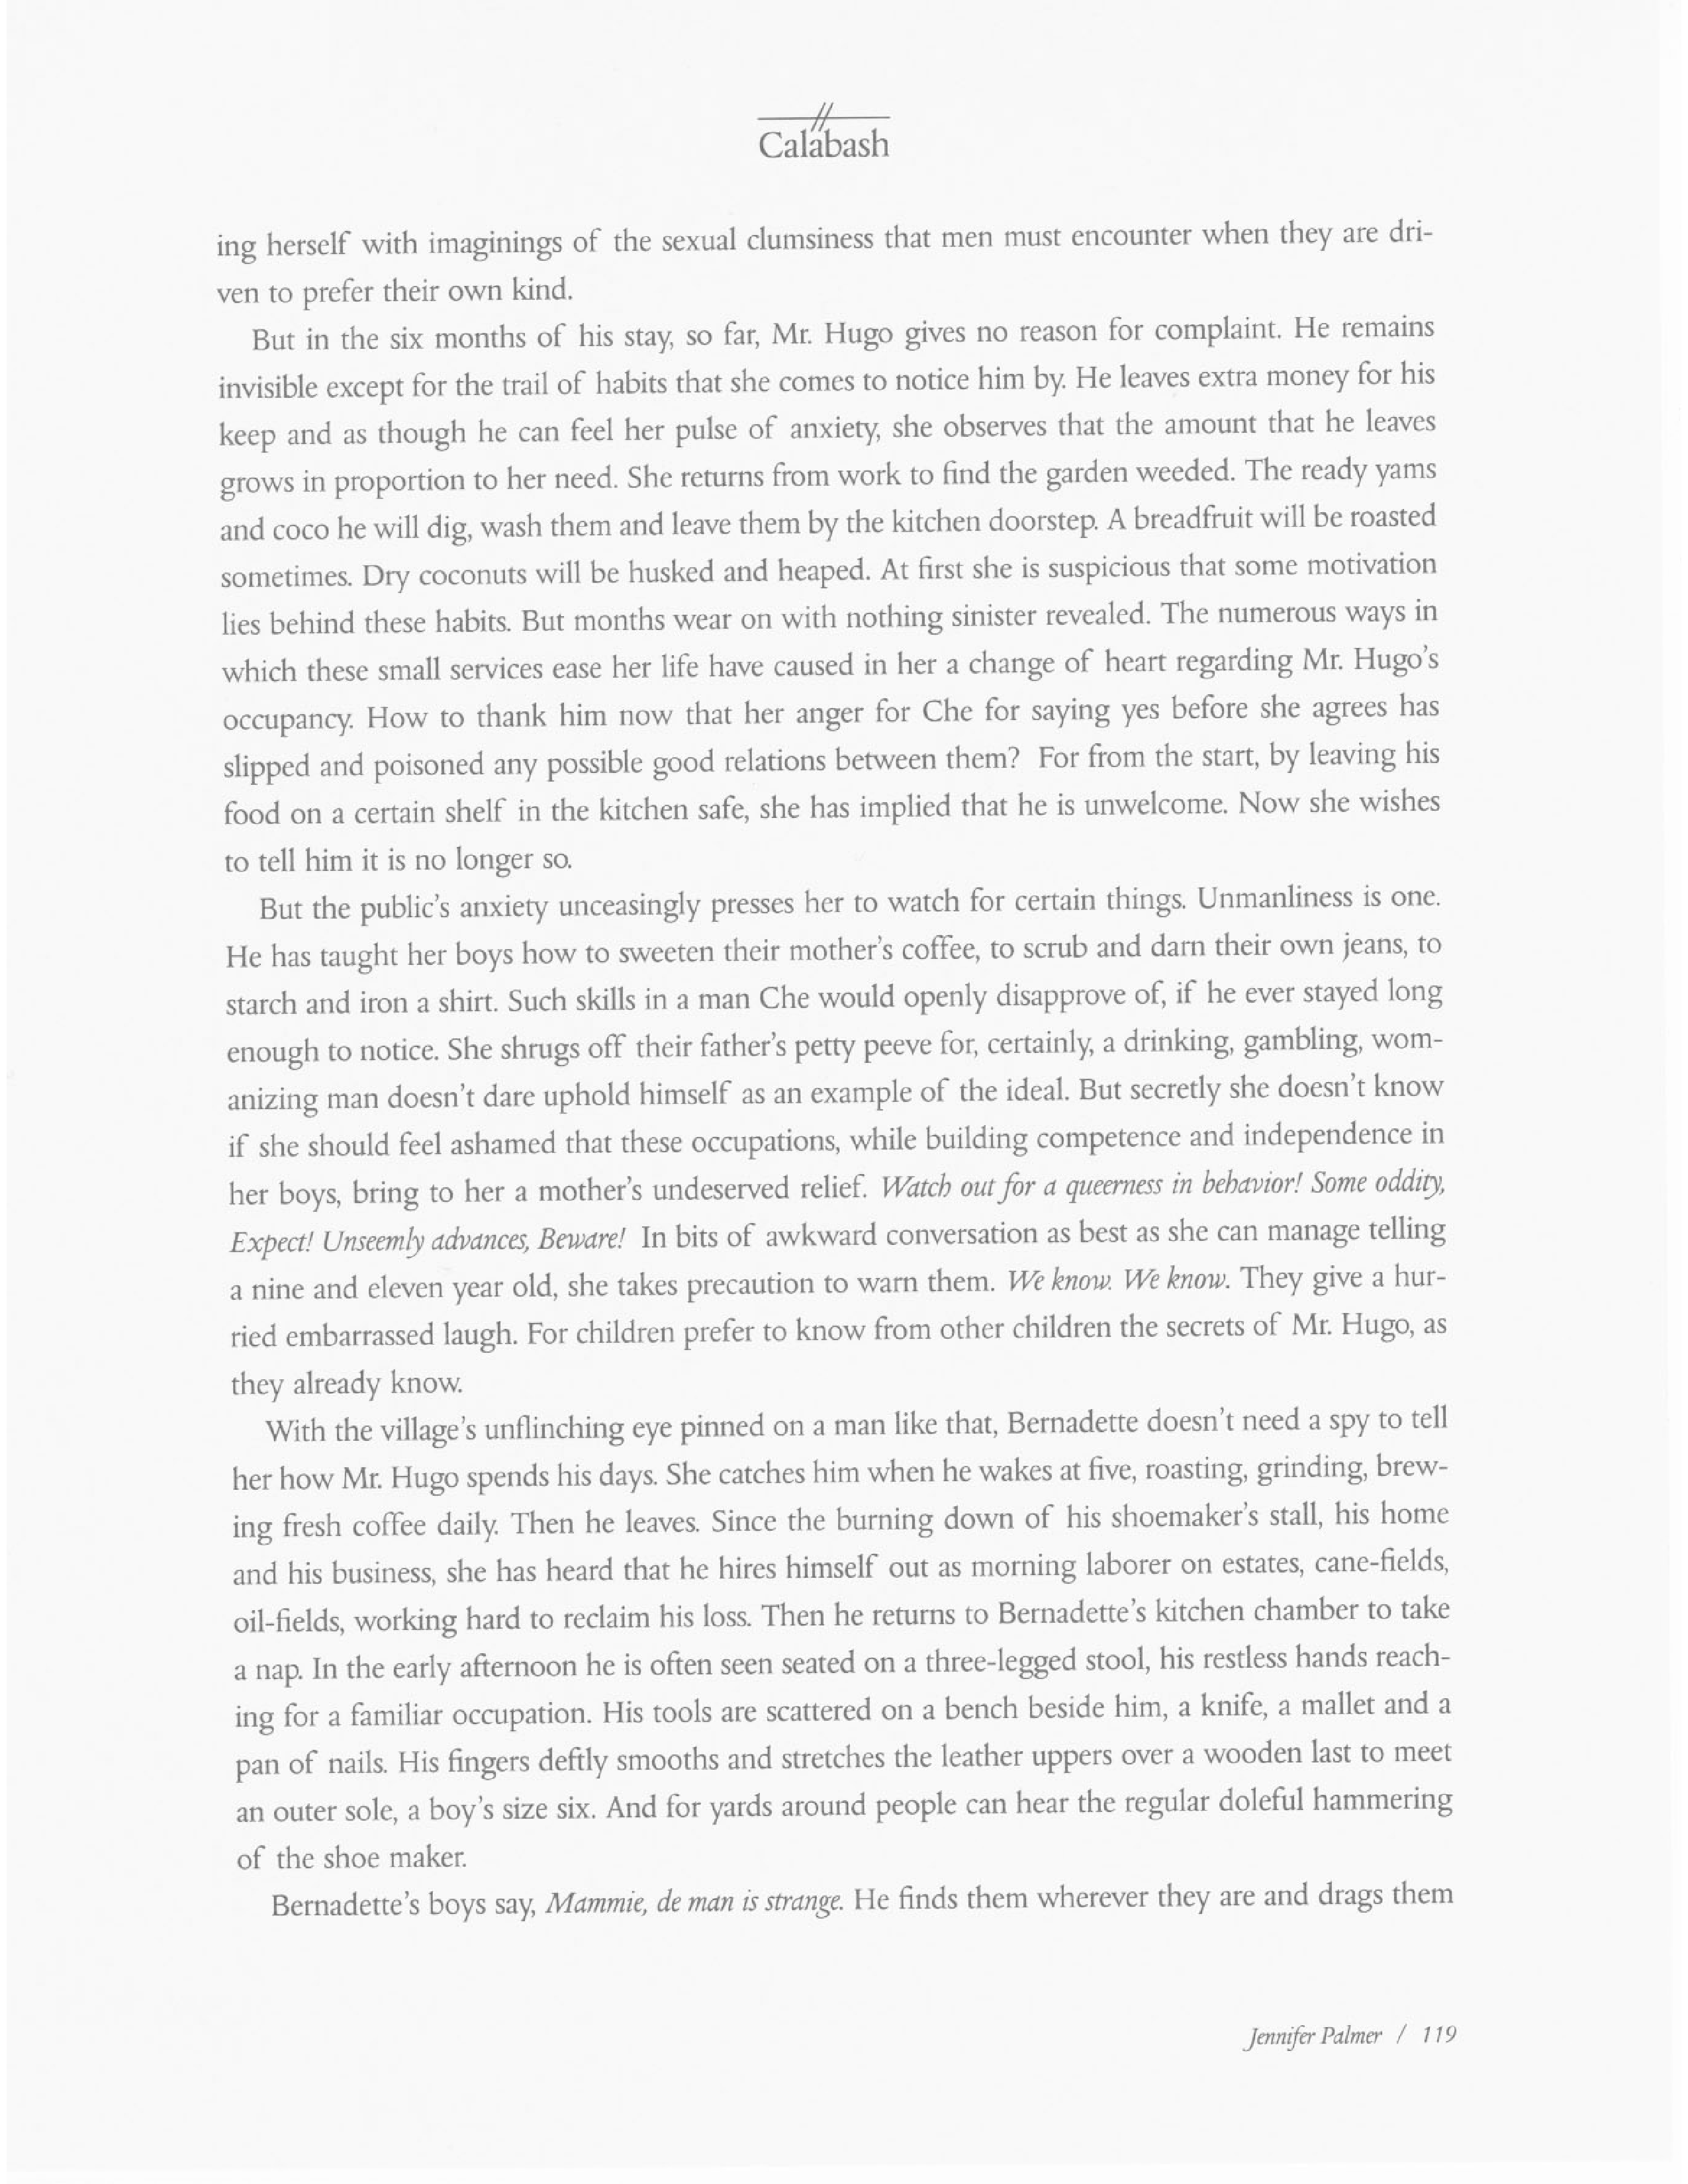 Calabash
ing herself with imaginings of the sexual clumsiness that men must encounter when they are dri-
ven to prefer their own kind.
But in the six months of his stay, so far, Mr. Hugo gives no reason for complaint. He remains
invisible except for the trail of habits that she comes to notice him by. He leaves extra money for his
keep and as though he can feel her pulse of anxiety, she observes that the amount that he leaves
grows in proportion to her need. She returns from work to find the garden weeded. The ready yams
and coco he will dig, wash them and leave them by the kitchen doorstep. A breadfruit will be roasted
sometimes. Dry coconuts will be husked and heaped. At first she is suspicious that some motivation
lies behind these habits. But months wear on with nothing sinister revealed. The numerous ways in
which these small services ease her life have caused in her a change of heart regarding Mr. Hugo's
occupancy. How to thank him now that her anger for Che for saying yes before she agrees has
slipped and poisoned any possible good relations between them? For from the start, by leaving his
food on a certain shelf in the kitchen safe, she has implied that he is unwelcome. Now she wishes
to tell him it is no longer so.
But the public's anxiety unceasingly presses her to watch for certain things. Unmanliness is one.
He has taught her boys how to sweeten their mother's coffee, to scrub and darn their own jeans, to
starch and iron a shirt. Such skills in a man Che would openly disapprove of, if he ever stayed long
enough to notice. She shrugs off their father's petty peeve for, certainly, a drinking, gambling, wom-
anizing man doesn't dare uphold himself as an example of the ideal. But secretly she doesn't know
if she should feel ashamed that these occupations, while building competence and independence in
her boys, bring to her a mother's undeserved relief. Watch out for a queerness in behavior! Some oddity,
Expect! Unseemly advances, Beware! In bits of awkward conversation as best as she can manage telling
a nine and eleven year old, she takes precaution to warn them. We know. We know. They give a hur-
ried embarrassed laugh. For children prefer to know from other children the secrets of Mr. Hugo, as
they already know.
With the village's unflinching eye pinned on a man like that, Bernadette doesn't need a spy to tell
her how Mr. Hugo spends his days. She catches him when he wakes at five, roasting, grinding, brew-
ing fresh coffee daily. Then he leaves. Since the burning down of his shoemaker's stall, his home
and his business, she has heard that he hires himself out as morning laborer on estates, cane-fields,
oil-fields, working hard to reclaim his loss. Then he returns to Bernadette's kitchen chamber to take
a nap. In the early afternoon he is often seen seated on a three-legged stool, his restless hands reach-
ing for a familiar occupation. His tools are scattered on a bench beside him, a knife, a mallet and a
pan of nails. His fingers deftly smooths and stretches the leather uppers over a wooden last to meet
an outer sole, a boy's size six. And for yards around people can hear the regular doleful hammering
of the shoe maker.
Bernadette's boys say, Mammie, de man is strange. He finds them wherever they are and drags them
Jennifer Palmer / 119